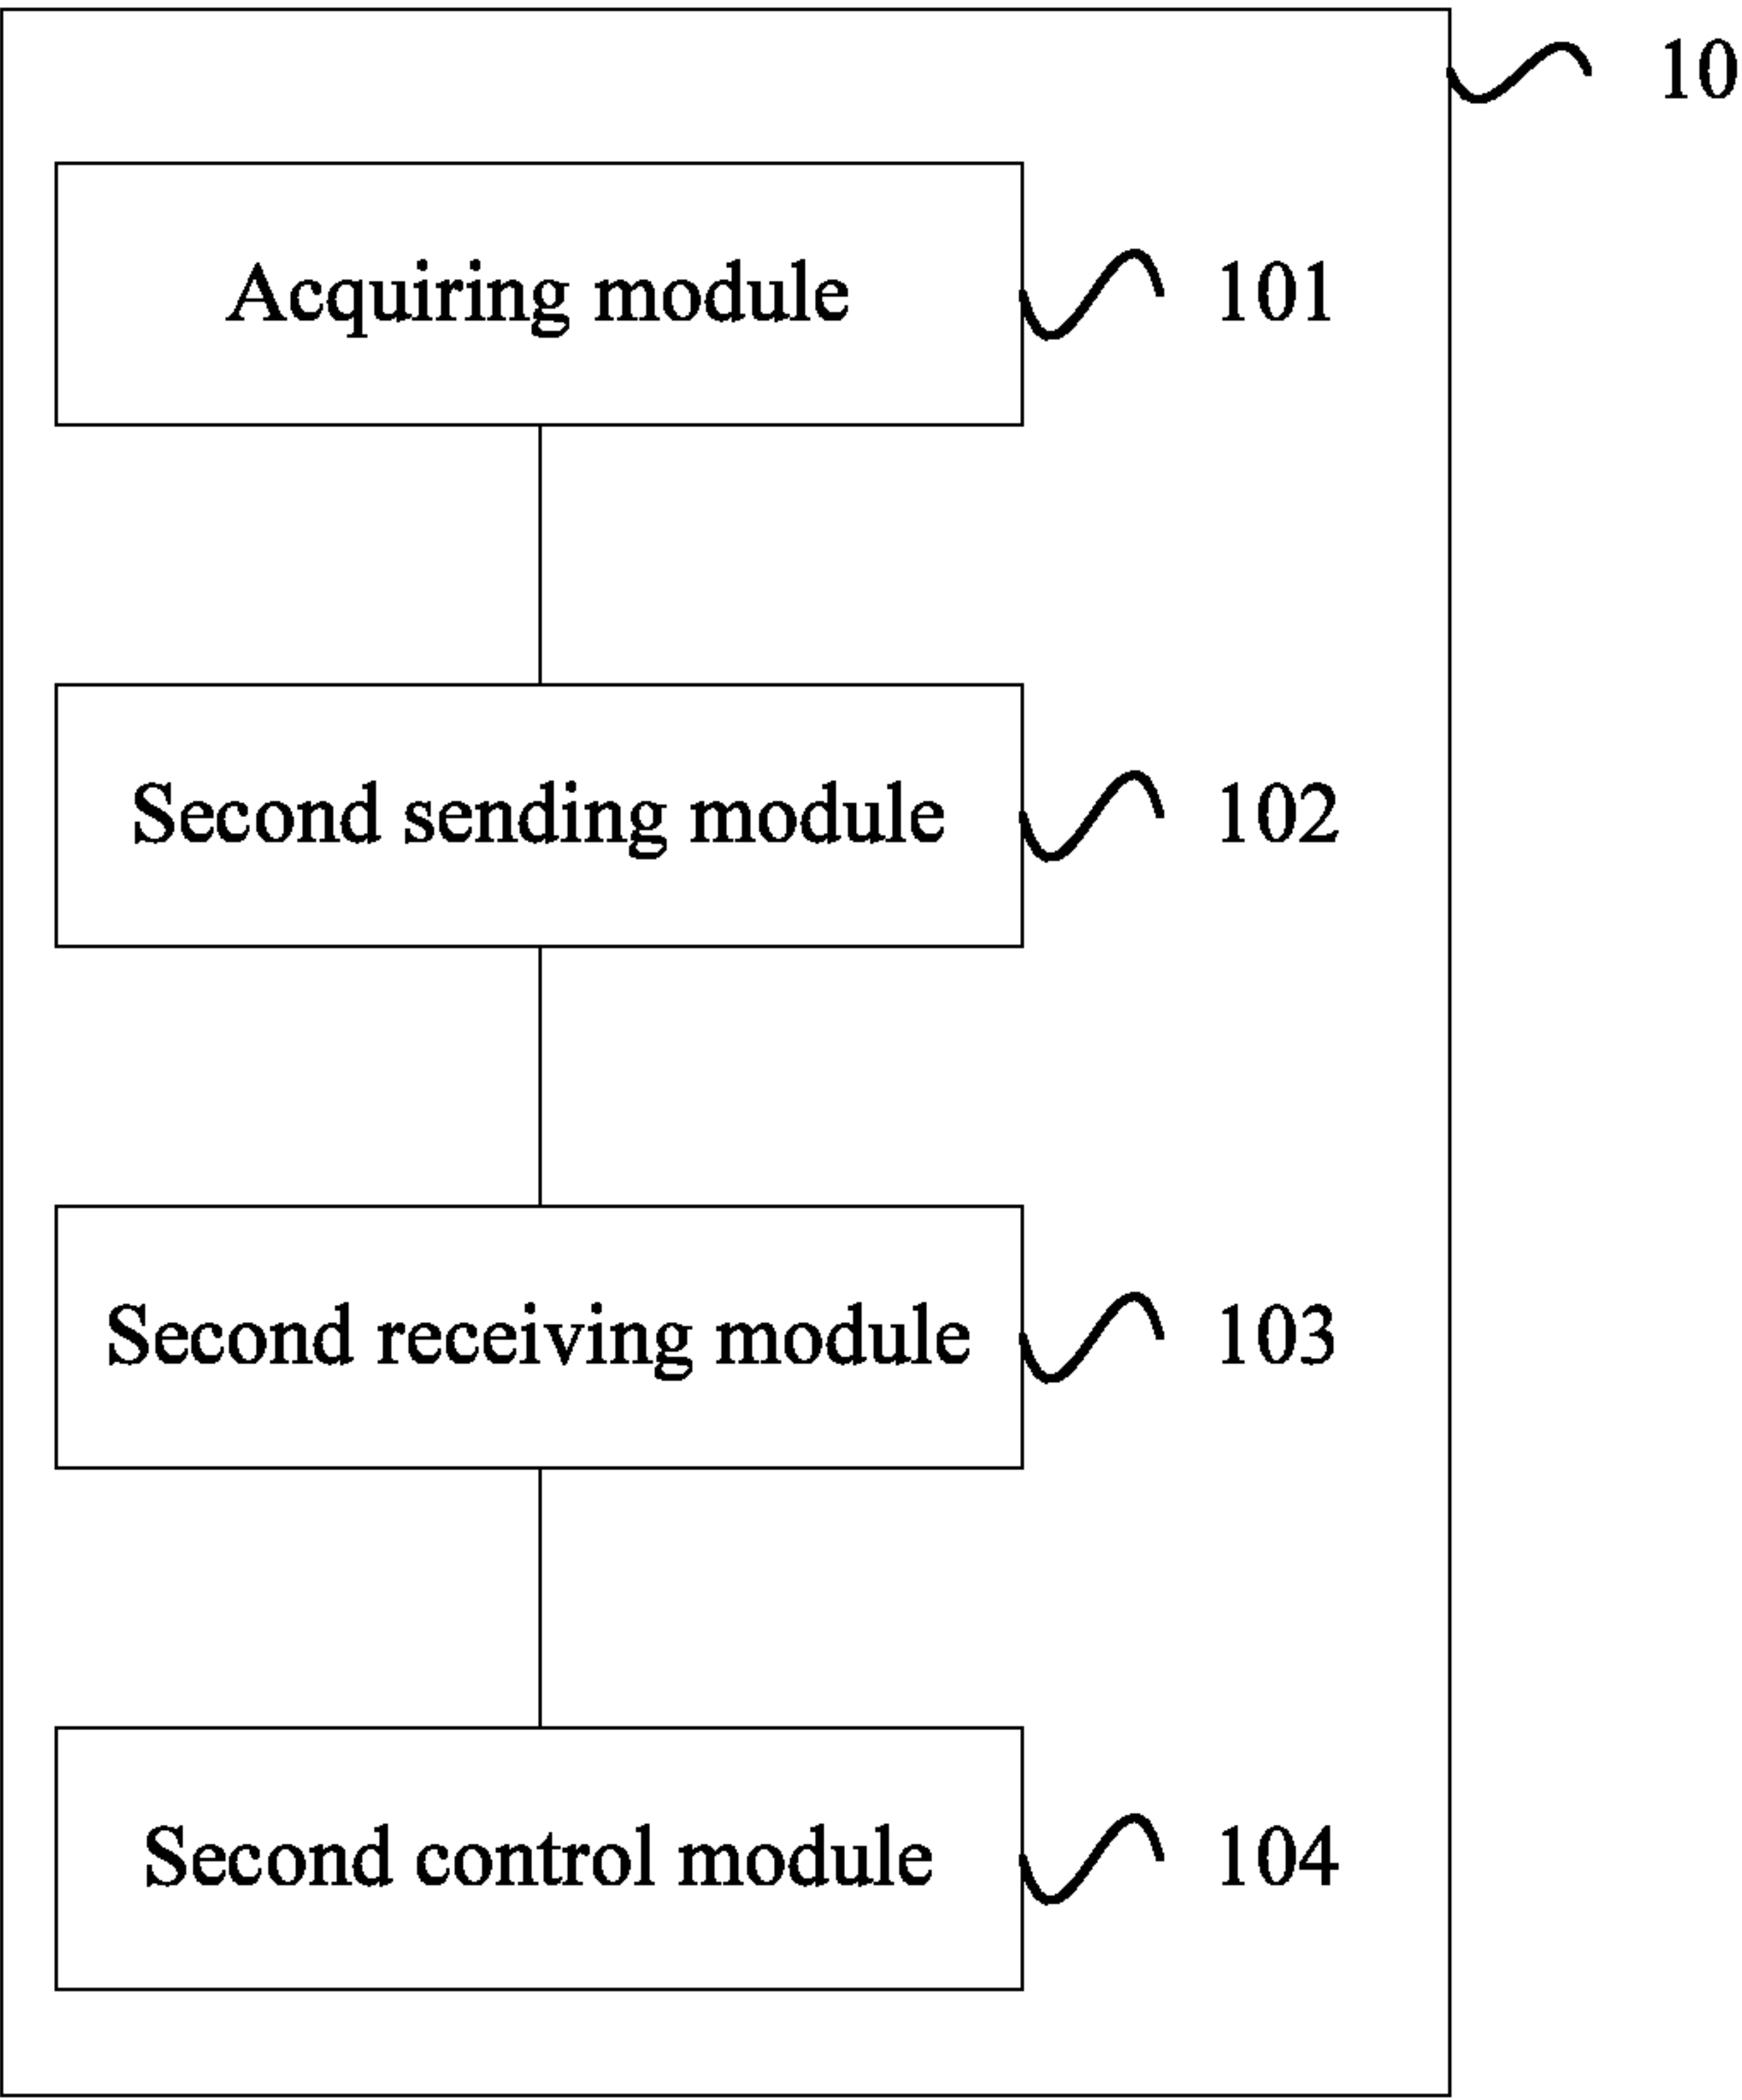 10
Acquiring module 101
Second sending module 102
Second receiving module 103
Second control module 104